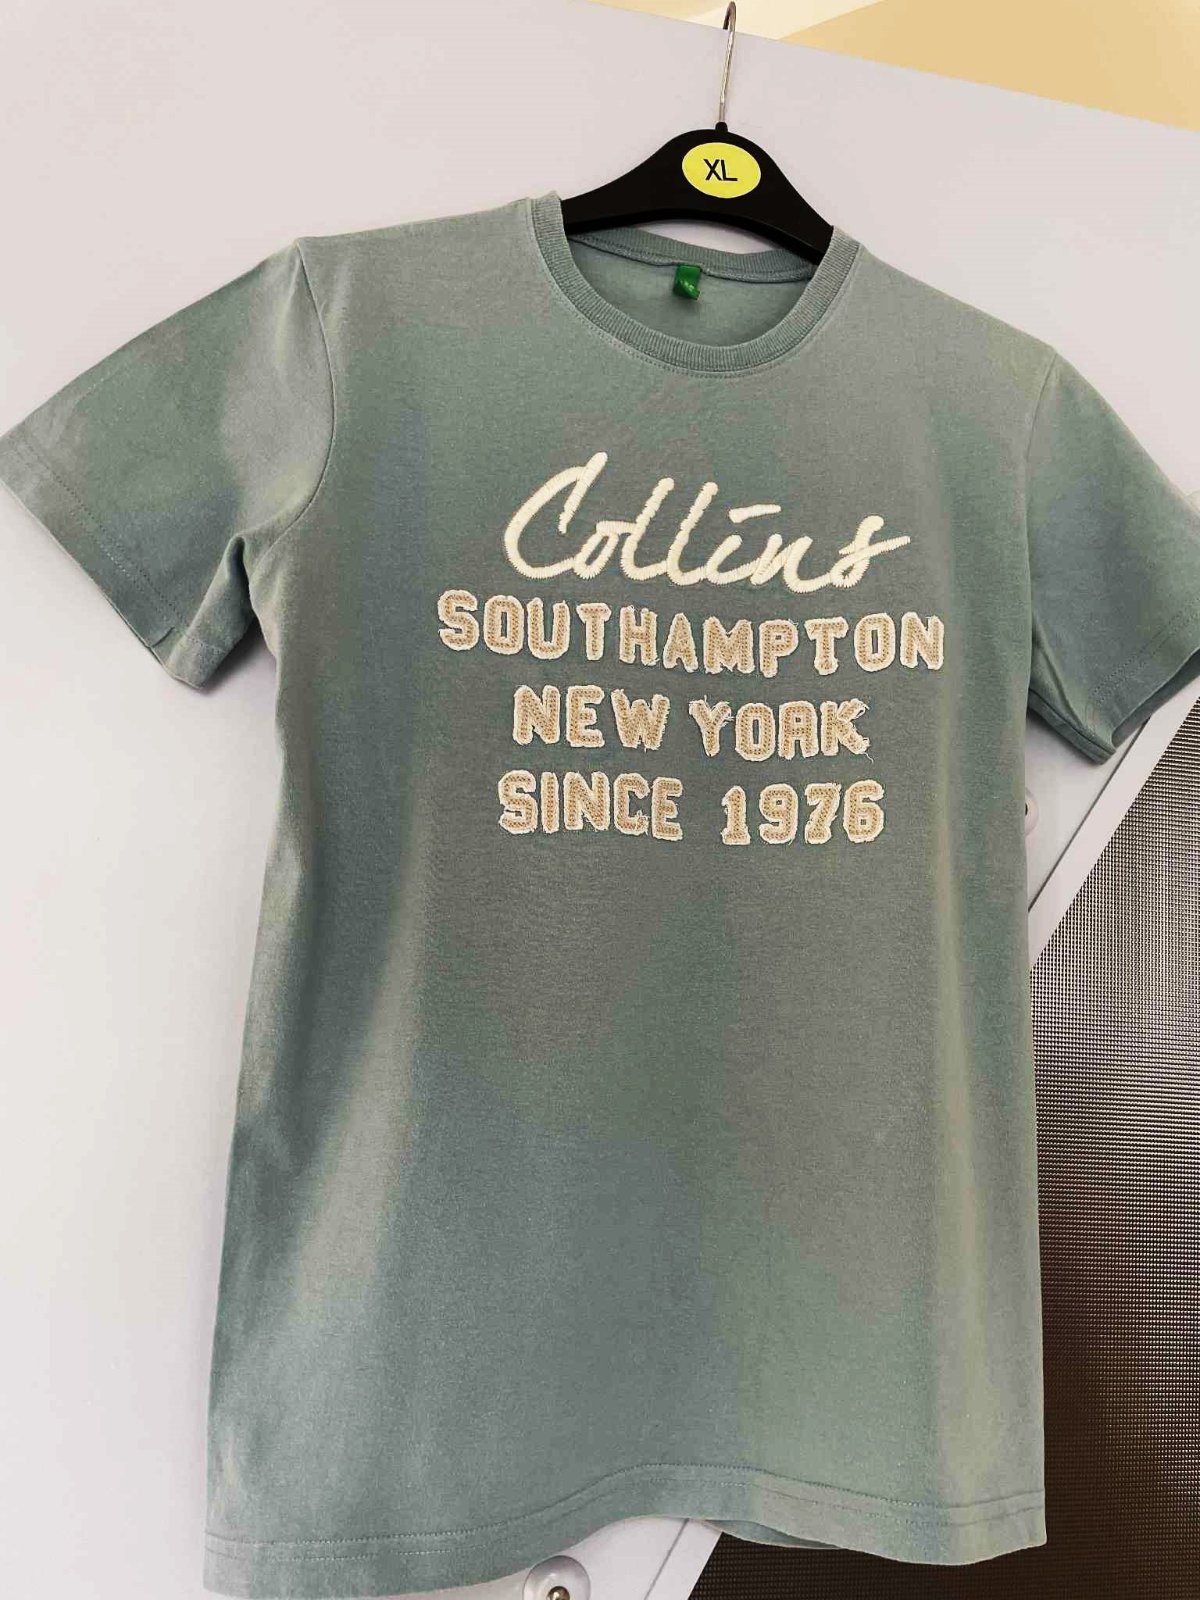 XL
Collins
SOUTHAMPTON
NEW YORK
SINCE 1976